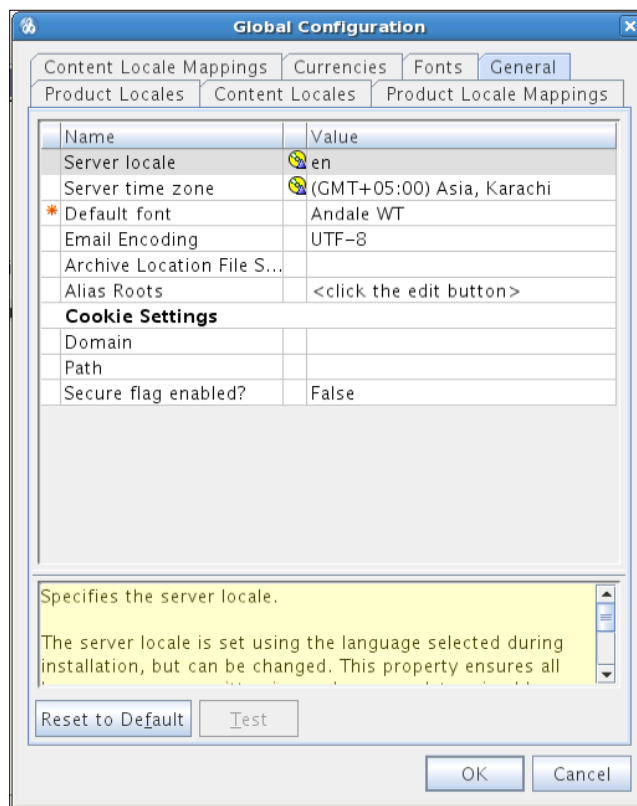 Global Configuration
Content Locale Mappings Currencies Fonts General
Product Locales Content Locales Product Locale Mappings
Name Value
Server locale en
Server time zone (GMT+05:00) Asia, Karachi
* Default font Andale WT
Email Encoding UTF-8
Archive Location File S...
Alias Roots <click the edit button>
Cookie Settings
Domain
Path
Secure flag enabled? False
Specifies the server locale.
The server locale is set using the language selected during
installation, but can be changed. This property ensures all
Reset to Default Test
OK Cancel